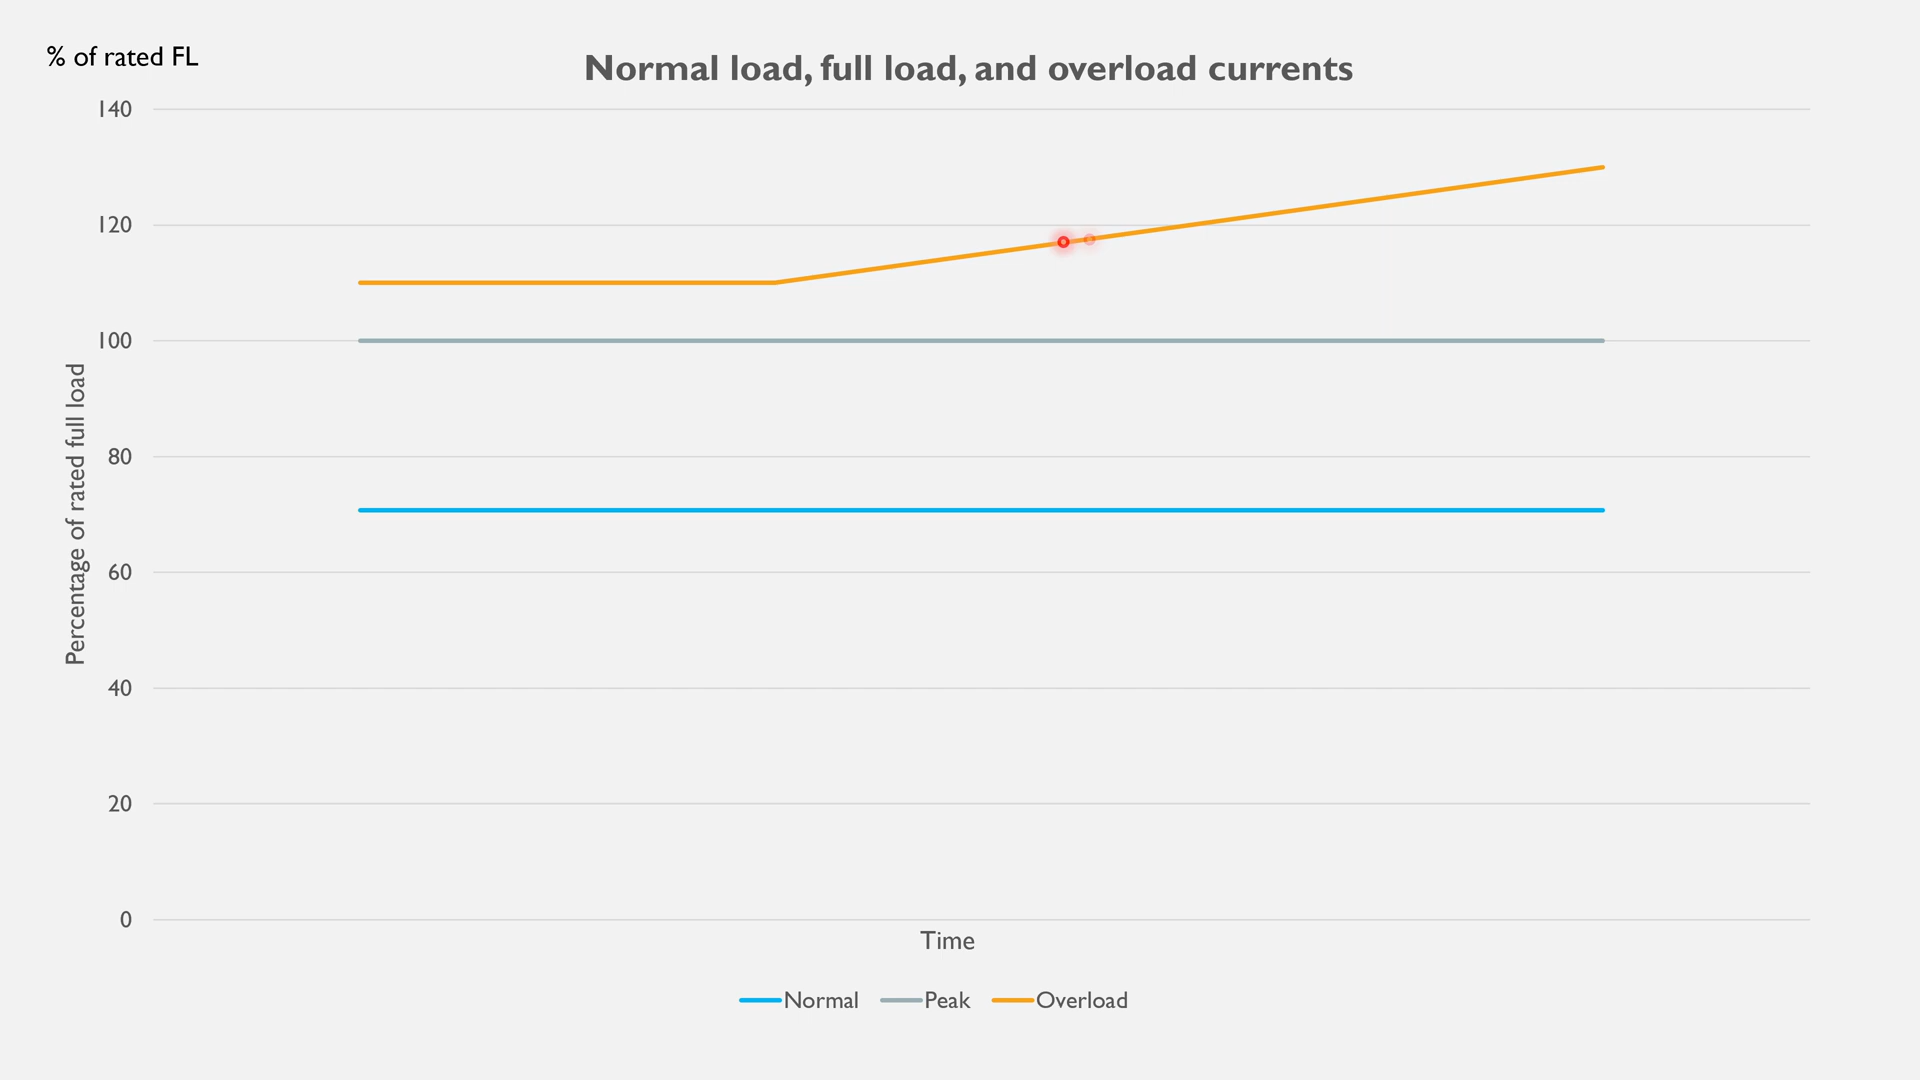 % of rated FL
Normal load, full load, and overload currents
140
120
100
80
60
40
20
0
Percentage of rated full load
Time
Normal Peak Overload